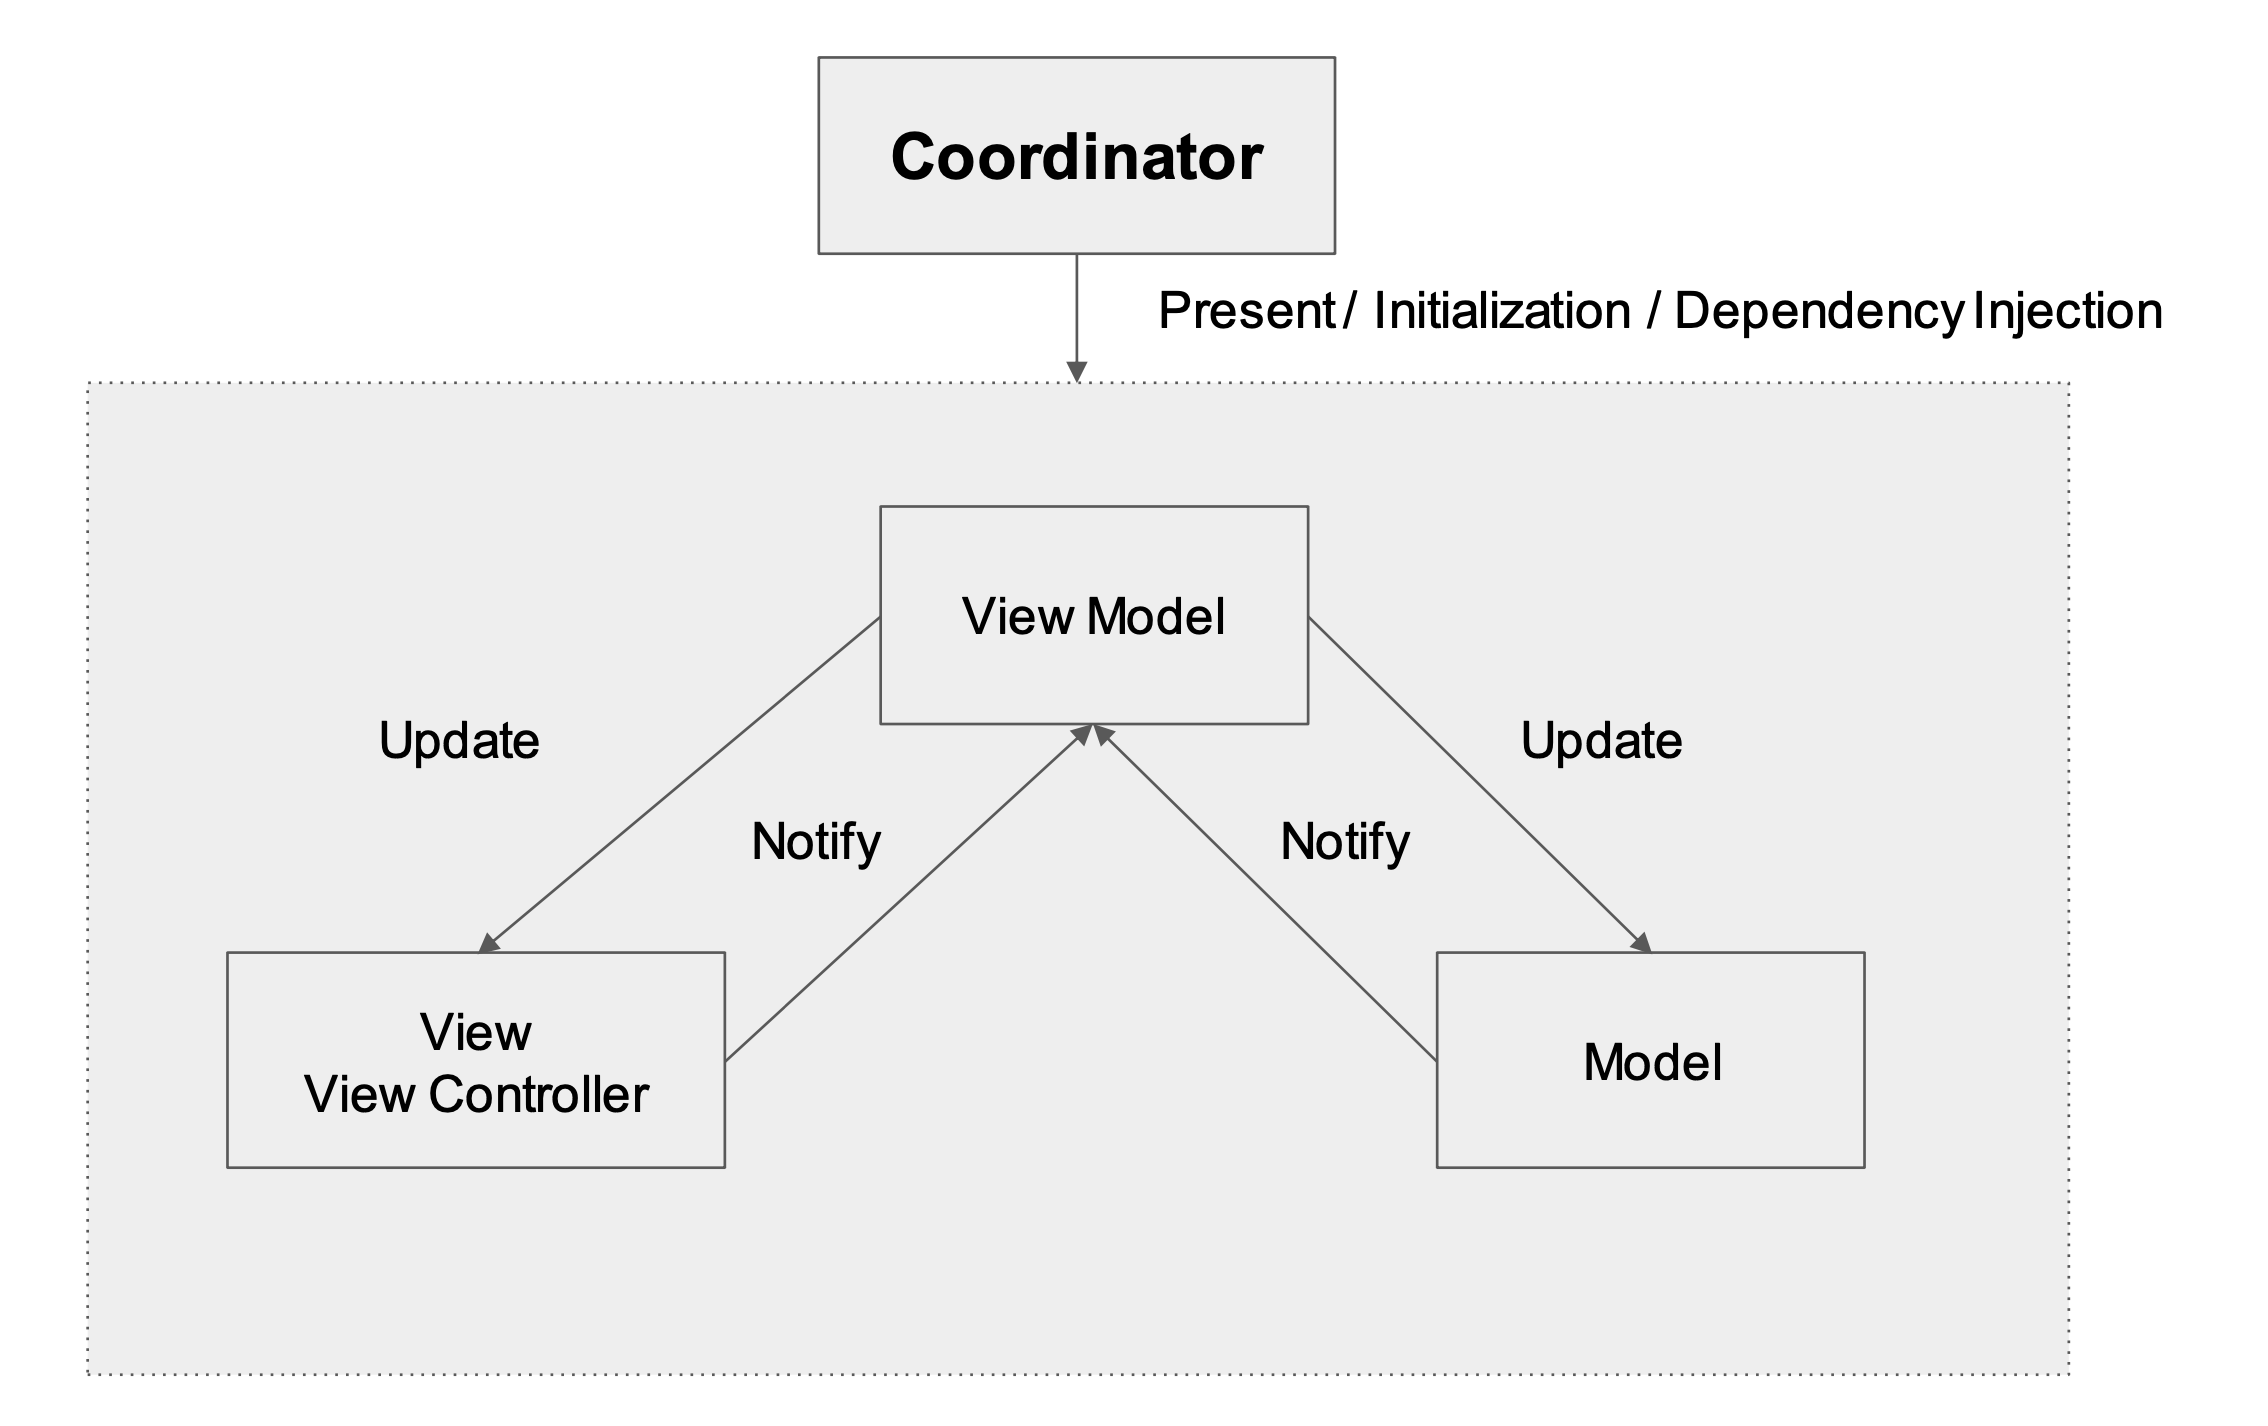 Coordinator
Present / Initialization / Dependency Injection
View Model
Update
Update
Notify
Notify
View
View Controller
Model